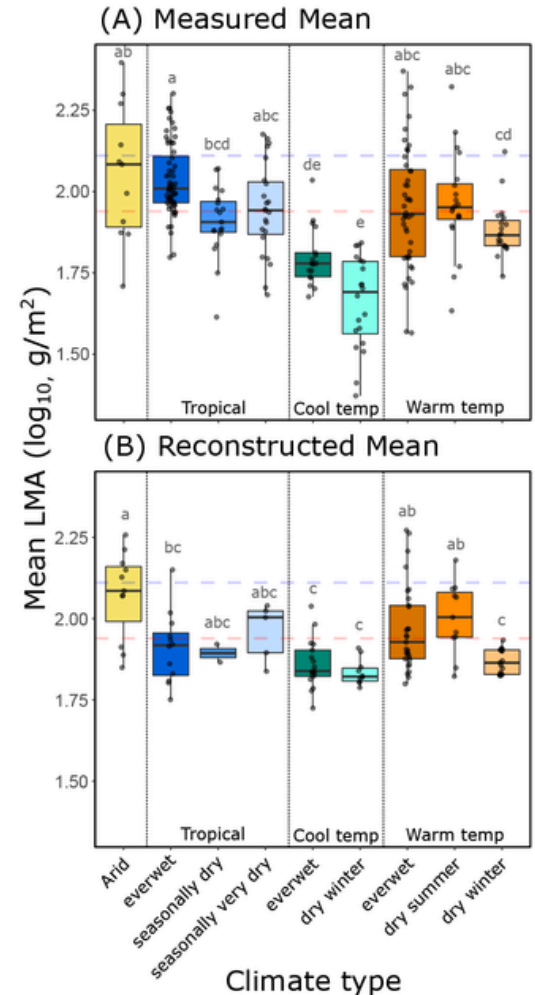 (A) Measured Mean
ab
a
bcd
abc
de
e
abc
abc
cd
2.25
2.00
1.75
1.50
Tropical
Cool temp
Warm temp
Mean LMA (log₁₀, g/m²)
(B) Reconstructed Mean
a
bc
abc
abc
c
c
ab
ab
c
2.25
2.00
1.75
1.50
Tropical
Cool temp
Warm temp
Arid
everwet
seasonally dry
seasonally very dry
everwet
dry winter
everwet
dry summer
dry winter
Climate type